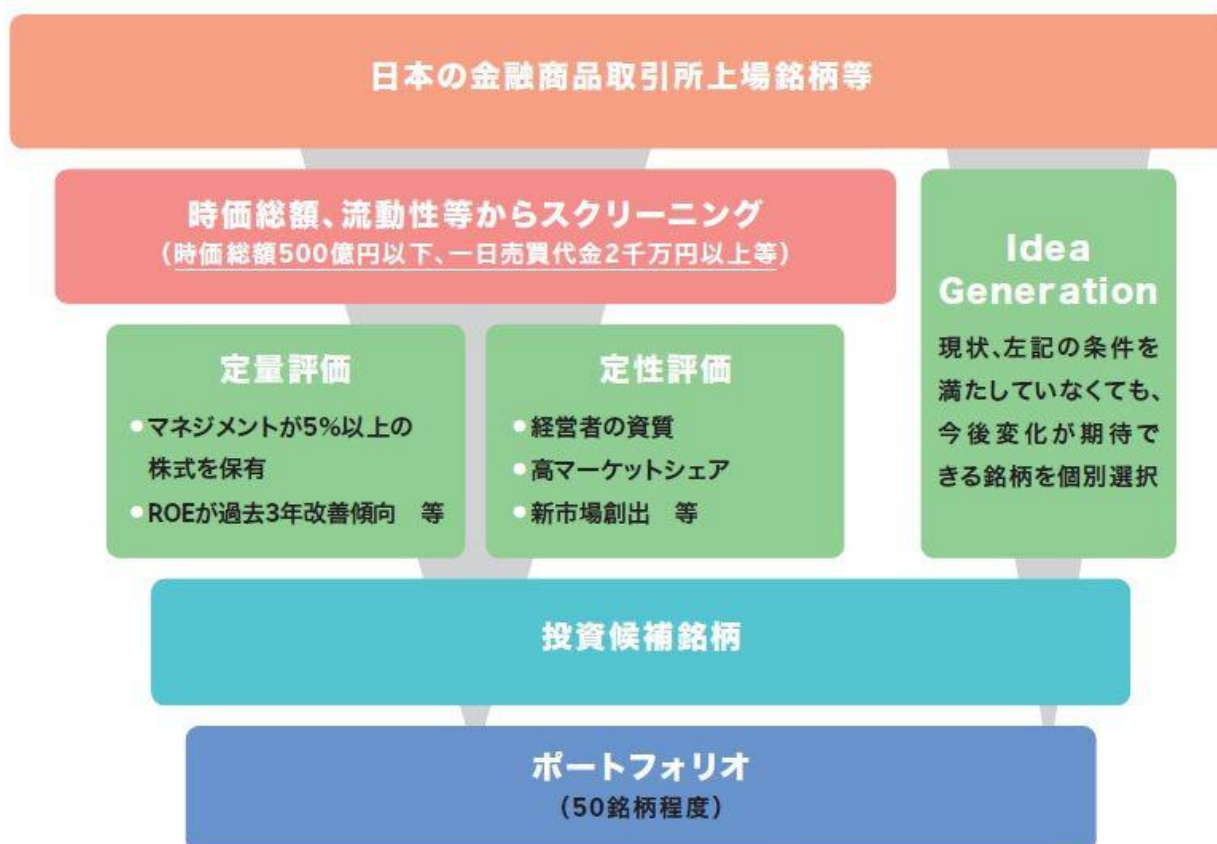 日本の金融商品取引所上場銘柄等
時価総額、流動性等からスクリーニング
（時価総額500億円以下、一日売買代金2千万円以上等）
定量評価
●マネジメントが5%以上の
株式を保有
●ROEが過去3年改善傾向　等
定性評価
●経営者の資質
●高マーケットシェア
●新市場創出　等
Idea
Generation
現状、左記の条件を
満たしていなくても、
今後変化が期待で
きる銘柄を個別選択
投資候補銘柄
ポートフォリオ
（50銘柄程度）